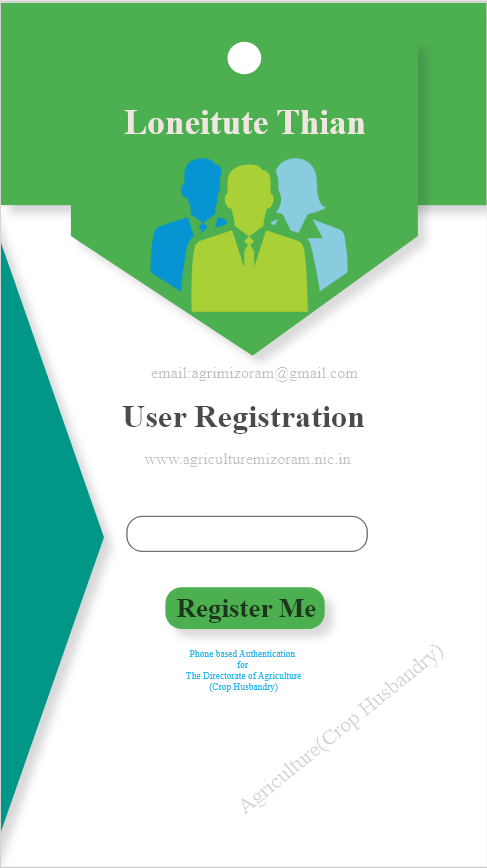 Loneitute Thian
email:agrimizoram@gmail.com
User Registration
www.agriculturemizoram.nic.in
Register Me
Phone based Authentication
for
The Directorate of Agriculture
(Crop Husbandry)
Agriculture(Crop Husbandry)